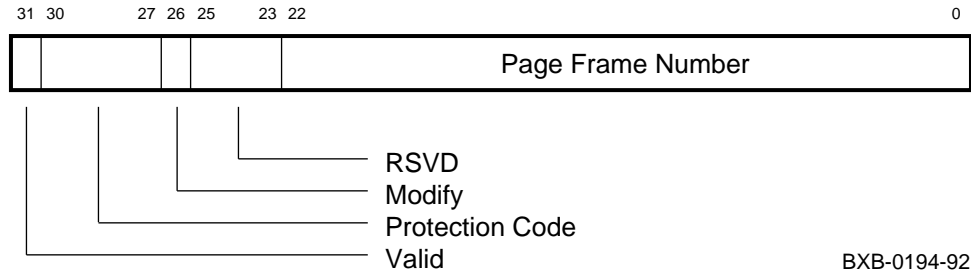 31 30 27 26 25 23 22 0
Page Frame Number
RSVD
Modify
Protection Code
Valid
BXB-0194-92